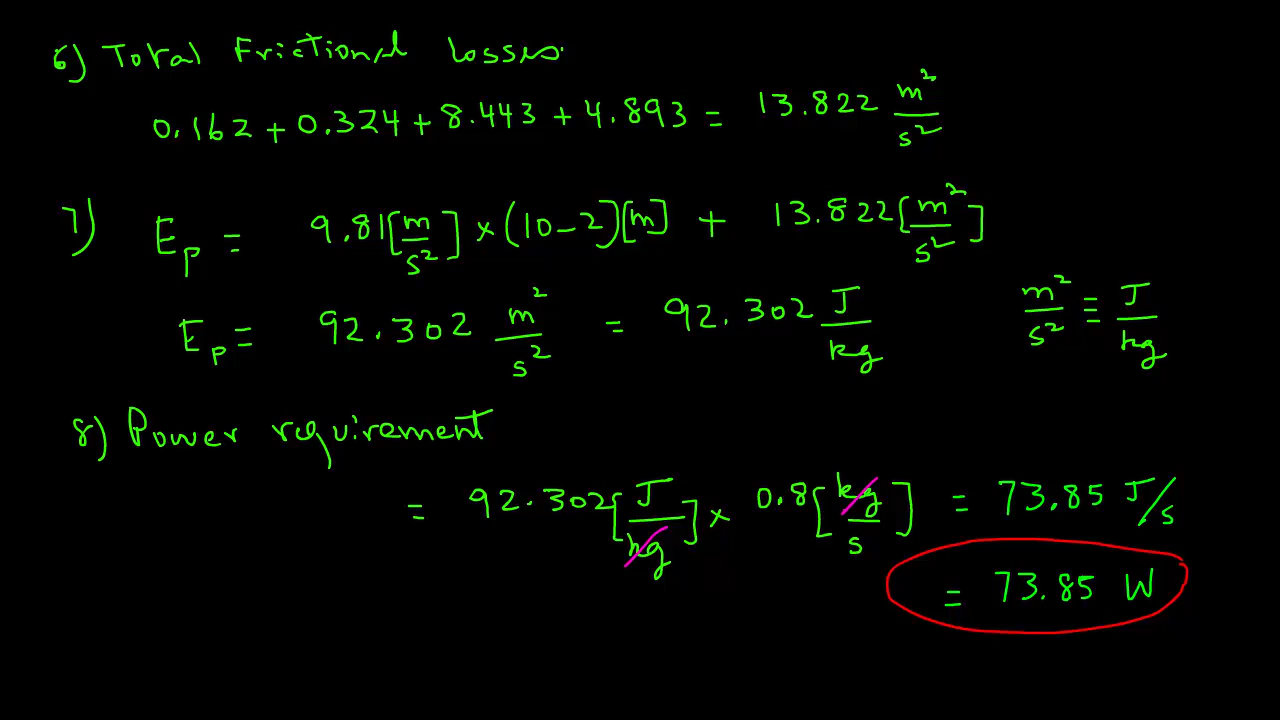 6) Total Frictional losses
0.162 + 0.324 + 8.443 + 4.893 = 13.822 m²/s²
7) Ep = 9.81[m/s²] × (10-2)[m] + 13.822[m²/s²]
Ep = 92.302 m²/s² = 92.302 J/kg m²/s² ≡ J/kg
8) Power requirement
= 92.302[J/kg] × 0.8[kg/s] = 73.85 J/s
= 73.85 W